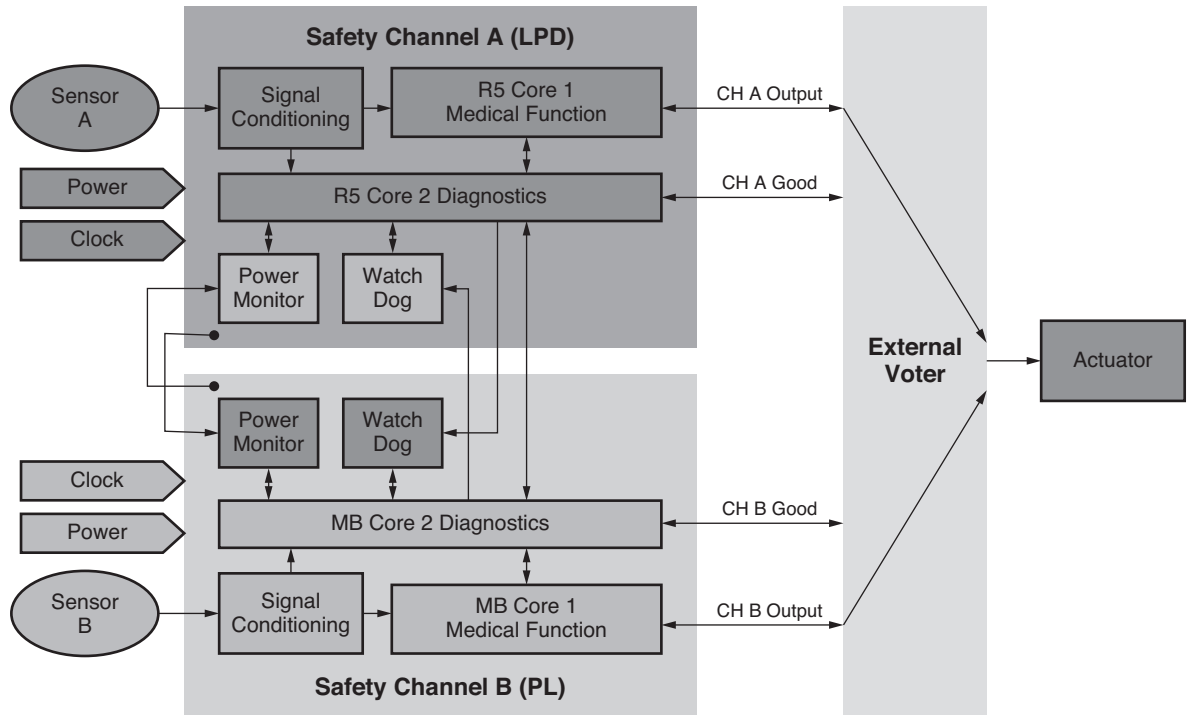 Safety Channel A (LPD)
Sensor
A
Signal
Conditioning
R5 Core 1
Medical Function
CH A Output
Power
R5 Core 2 Diagnostics
CH A Good
Clock
Power
Monitor
Watch
Dog
External
Voter
Actuator
Power
Monitor
Watch
Dog
Clock
MB Core 2 Diagnostics
CH B Good
Power
Sensor
B
Signal
Conditioning
MB Core 1
Medical Function
CH B Output
Safety Channel B (PL)